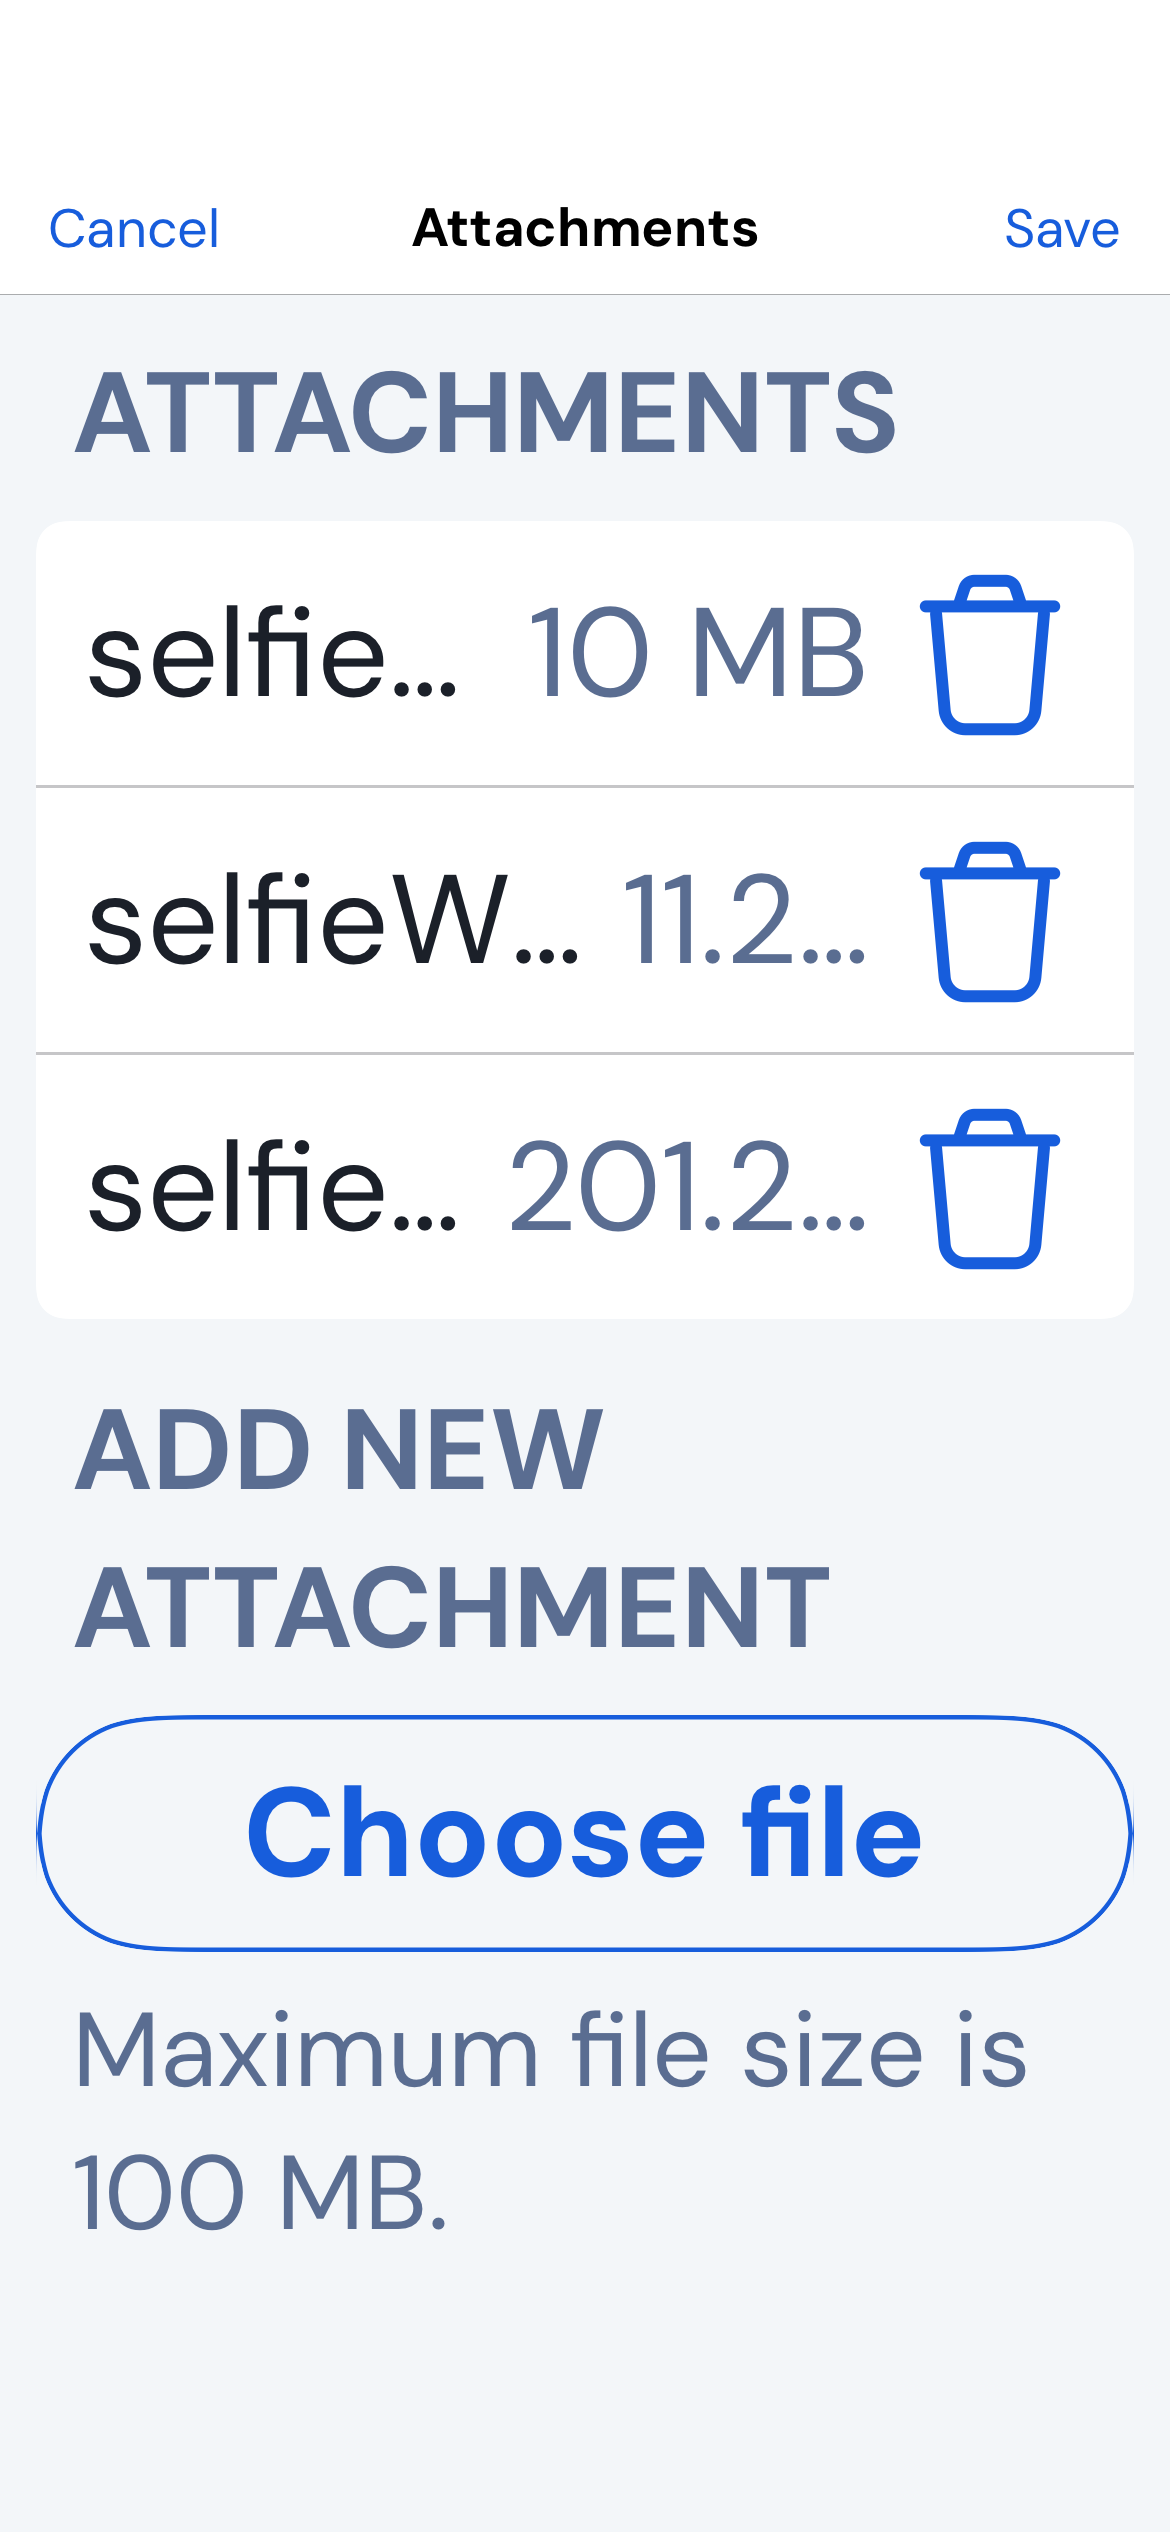 Cancel Attachments Save
ATTACHMENTS
selfie... 10 MB
selfieW... 11.2...
selfie... 201.2...
ADD NEW
ATTACHMENT
Choose file
Maximum file size is
100 MB.